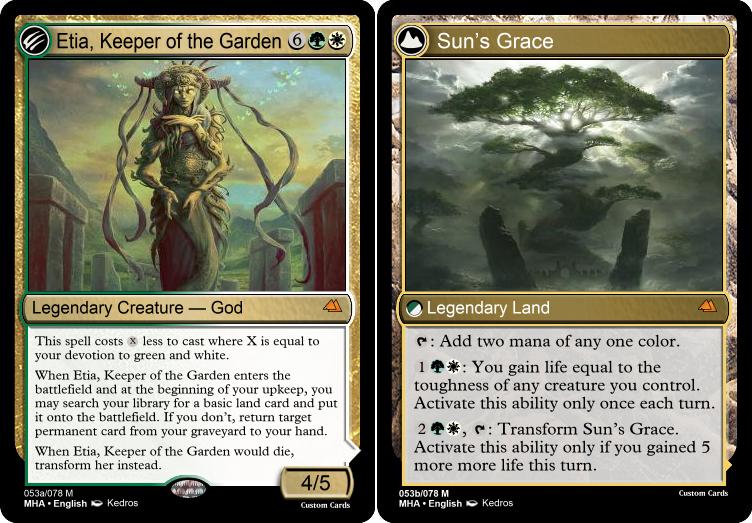 Etia, Keeper of the Garden 6
Legendary Creature — God
This spell costs X less to cast where X is equal to
your devotion to green and white.
When Etia, Keeper of the Garden enters the
battlefield and at the beginning of your upkeep, you
may search your library for a basic land card and put
it onto the battlefield. If you don't, return target
permanent card from your graveyard to your hand.
When Etia, Keeper of the Garden would die,
transform her instead.
4/5
053a/078 M
MHA • English Kedros
Custom Cards
Sun's Grace
Legendary Land
: Add two mana of any one color.
1 : You gain life equal to the
toughness of any creature you control.
Activate this ability only once each turn.
2 , : Transform Sun's Grace.
Activate this ability only if you gained 5
more more life this turn.
053b/078 M
MHA • English Kedros
Custom Cards